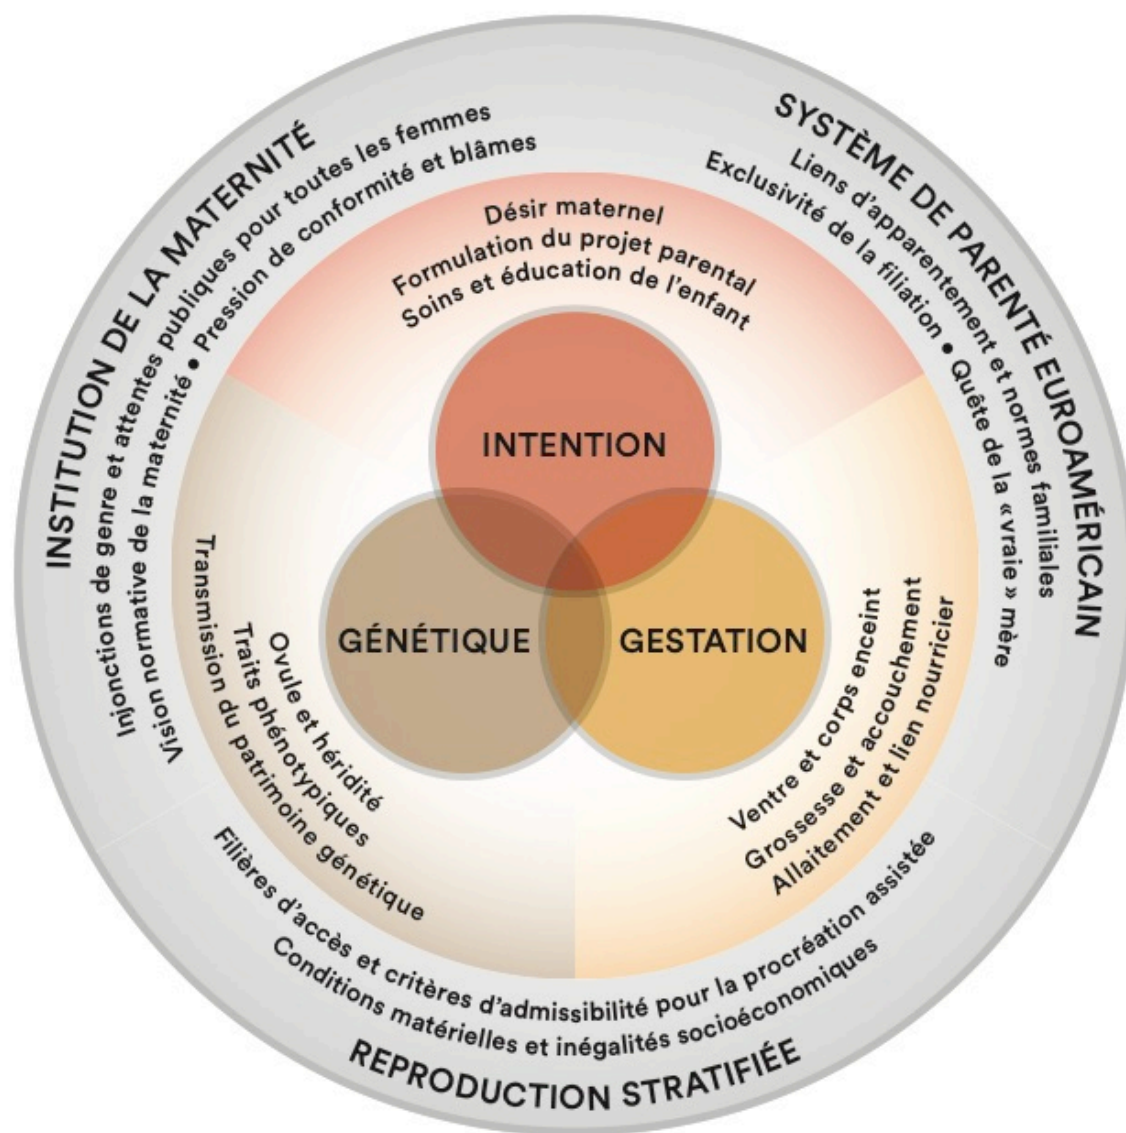 INSTITUTION DE LA MATERNITÉ
Injonctions de genre et attentes publiques pour toutes les femmes
Vision normative de la maternité • Pression de conformité et blâmes
SYSTÈME DE PARENTÉ EUROAMÉRICAIN
Liens d'apparentement et normes familiales
Exclusivité de la filiation • Quête de la « vraie » mère
Désir maternel
Formulation du projet parental
Soins et éducation de l'enfant
INTENTION
GÉNÉTIQUE
GESTATION
Ovule et héridité
Traits phénotypiques
Transmission du patrimoine génétique
Ventre et corps enceint
Grossesse et accouchement
Allaitement et lien nourricier
Filières d'accès et critères d'admissibilité pour la procréation assistée
Conditions matérielles et inégalités socioéconomiques
REPRODUCTION STRATIFIÉE